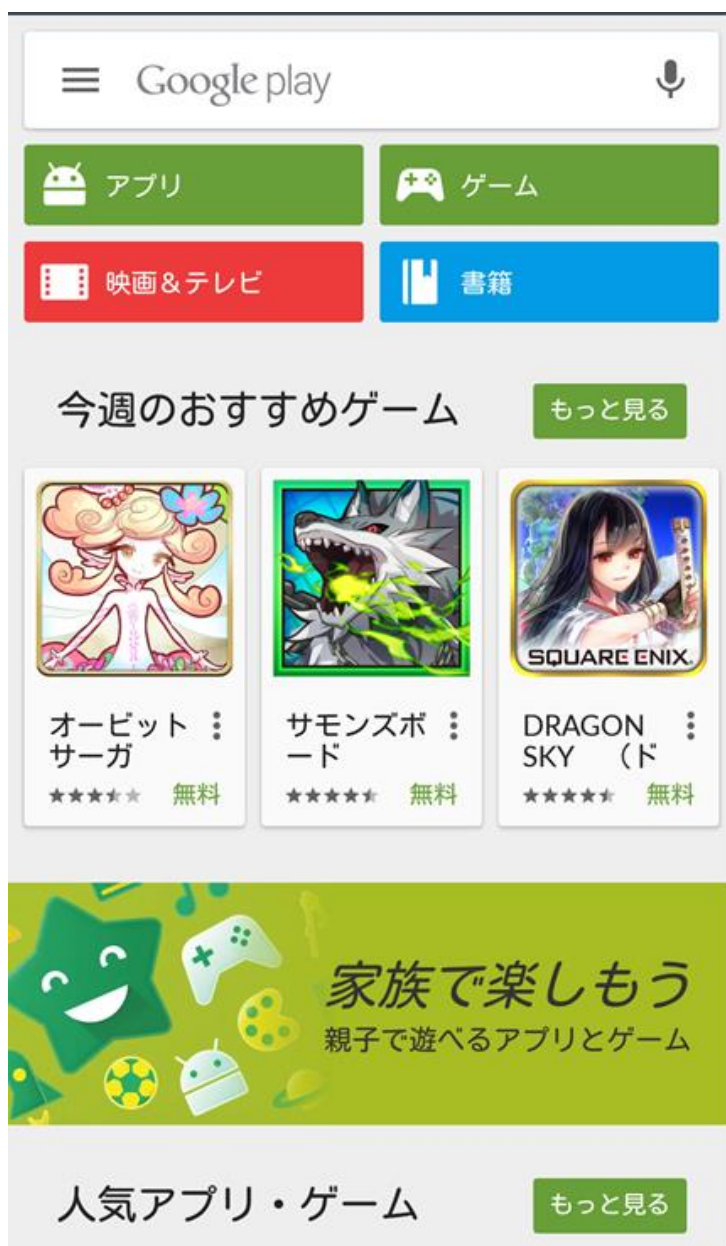 Google play
アプリ
ゲーム
映画＆テレビ
書籍
今週のおすすめゲーム
もっと見る
オービット
サーガ
無料
サモンズボ
ード
無料
SQUARE ENIX.
DRAGON
SKY （ド
無料
家族で楽しもう
親子で遊べるアプリとゲーム
人気アプリ・ゲーム
もっと見る